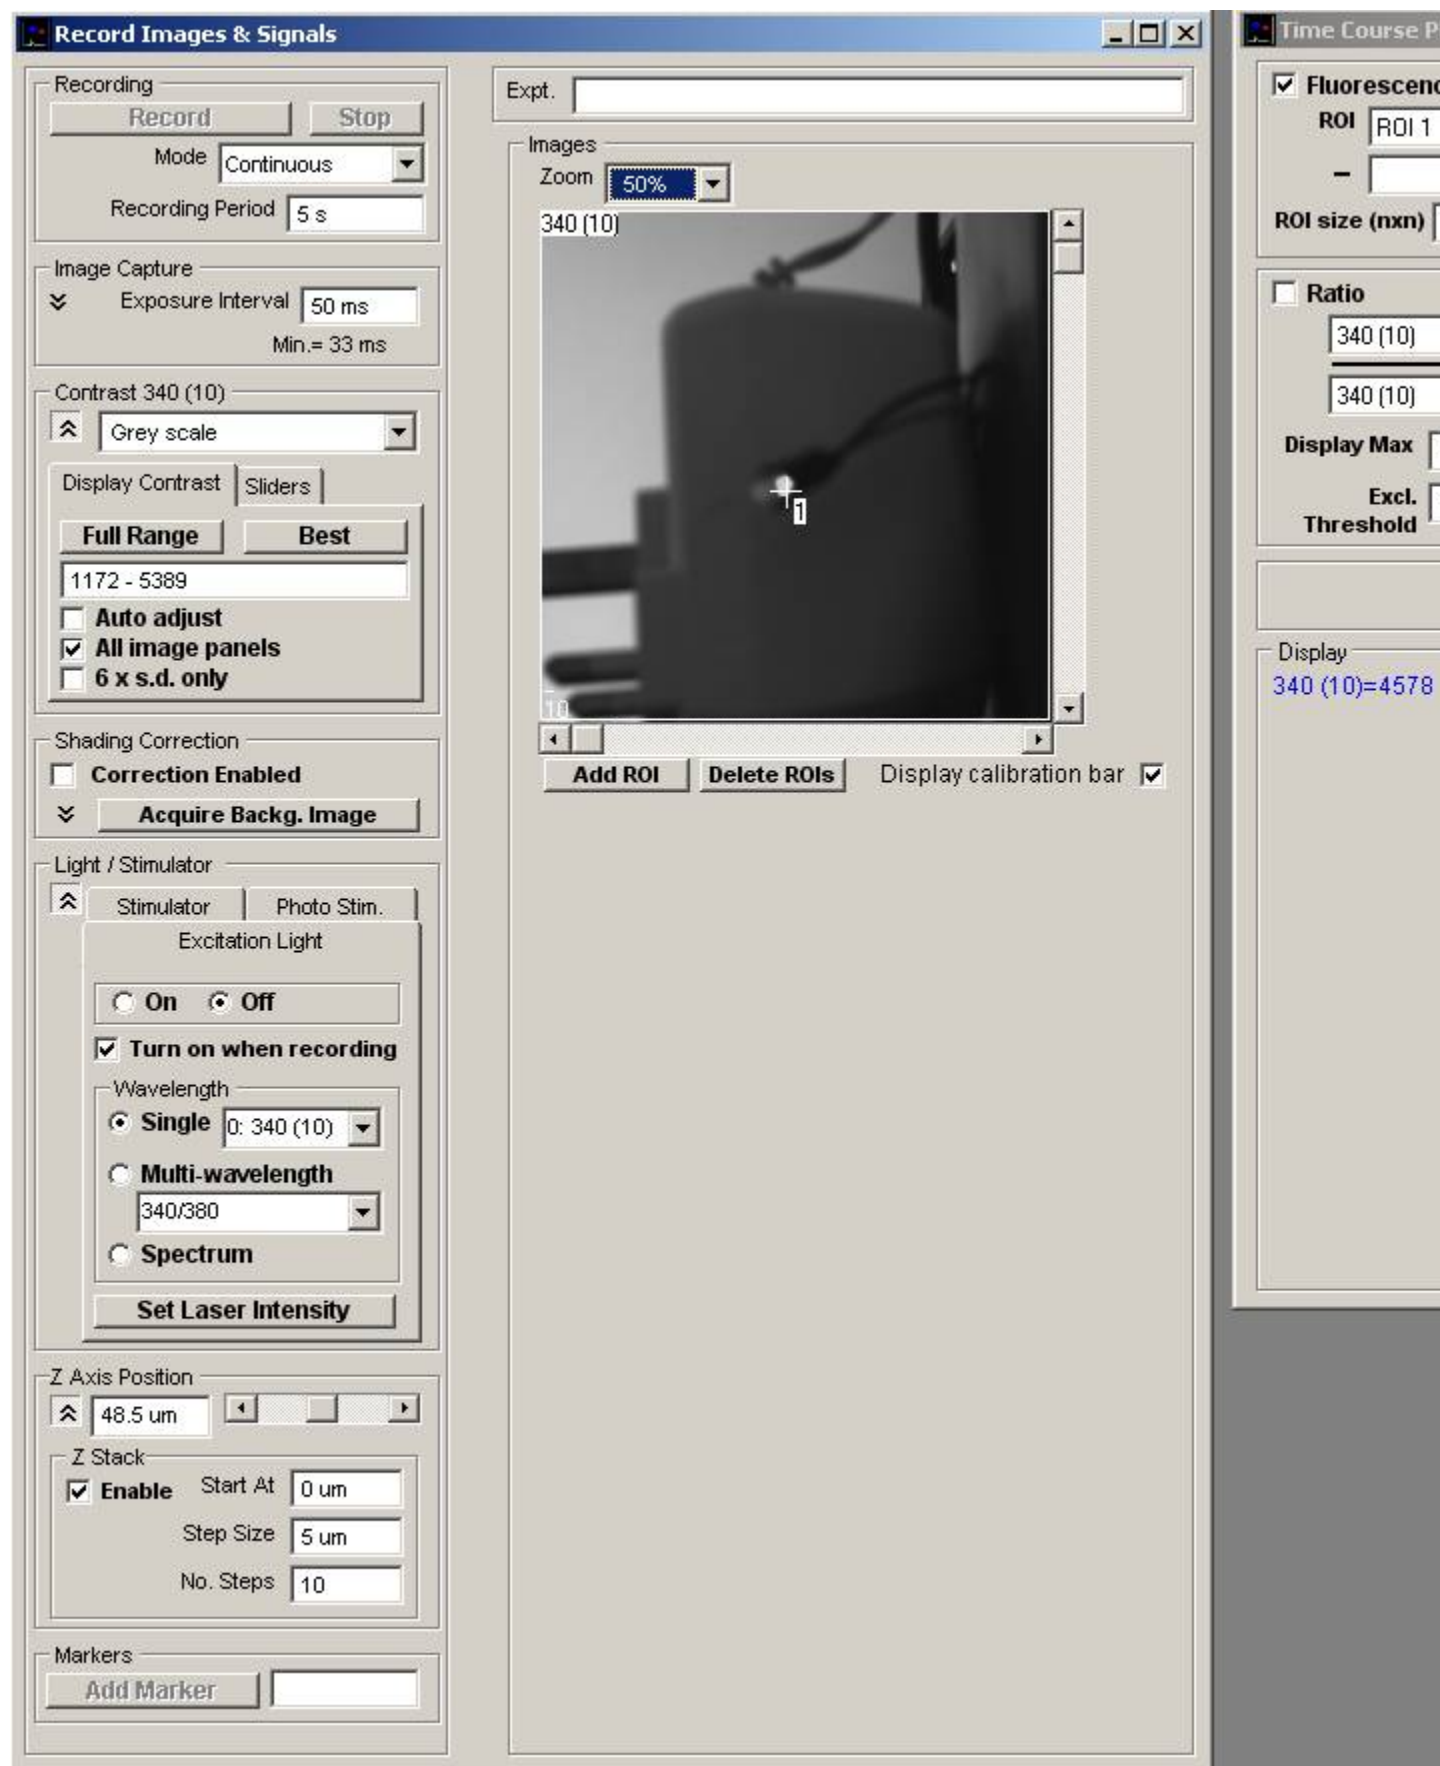 Record Images & Signals
Recording
Record Stop
Mode Continuous
Recording Period 5 s
Image Capture
Exposure Interval 50 ms
Min.= 33 ms
Contrast 340 (10)
Grey scale
Display Contrast Sliders
Full Range Best
1172 - 5389
Auto adjust
All image panels
6 x s.d. only
Shading Correction
Correction Enabled
Acquire Backg. Image
Light / Stimulator
Stimulator Photo Stim.
Excitation Light
On Off
Turn on when recording
Wavelength
Single 0: 340 (10)
Multi-wavelength
340/380
Spectrum
Set Laser Intensity
Z Axis Position
48.5 um
Z Stack
Enable Start At 0 um
Step Size 5 um
No. Steps 10
Markers
Add Marker
Expt.
Images
Zoom 50%
340 (10)
1
10
Add ROI Delete ROIs Display calibration bar
Time Course P
Fluorescenc
ROI ROI 1
–
ROI size (nxn)
Ratio
340 (10)
340 (10)
Display Max
Excl.
Threshold
Display
340 (10)=4578